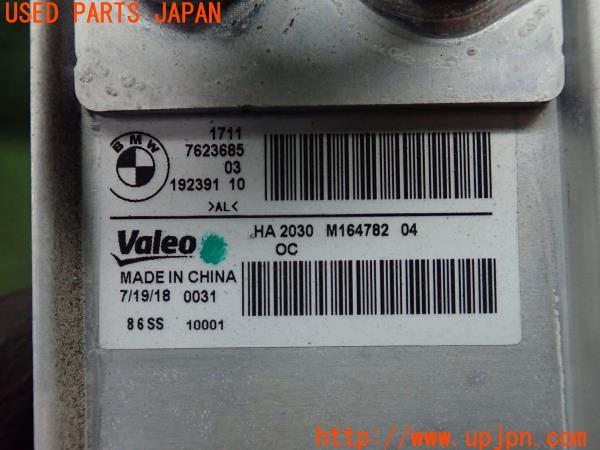 USED PARTS JAPAN
BMW
1711
7623685
03
192391 10
>AL<
Valeo
HA 2030 M164782 04
OC
MADE IN CHINA
7/19/18 0031
86SS 10001
http://www.upjpn.com